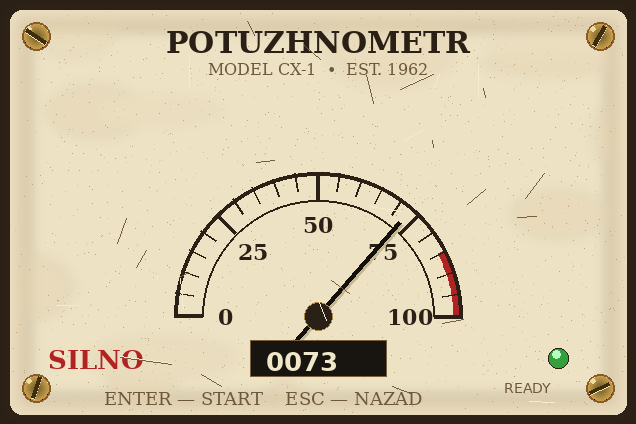 POTUZHNOMETR
MODEL CX-1 • EST. 1962
0
25
50
75
100
0073
SILNO
READY
ENTER — START ESC — NAZAD